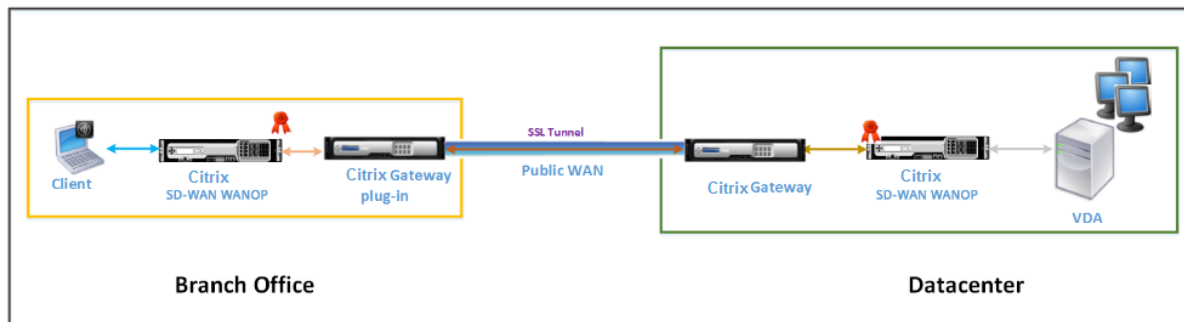 SSL Tunnel
Client
Citrix
SD-WAN WANOP
Citrix Gateway
plug-in
Public WAN
Citrix Gateway
Citrix
SD-WAN WANOP
VDA
Branch Office
Datacenter